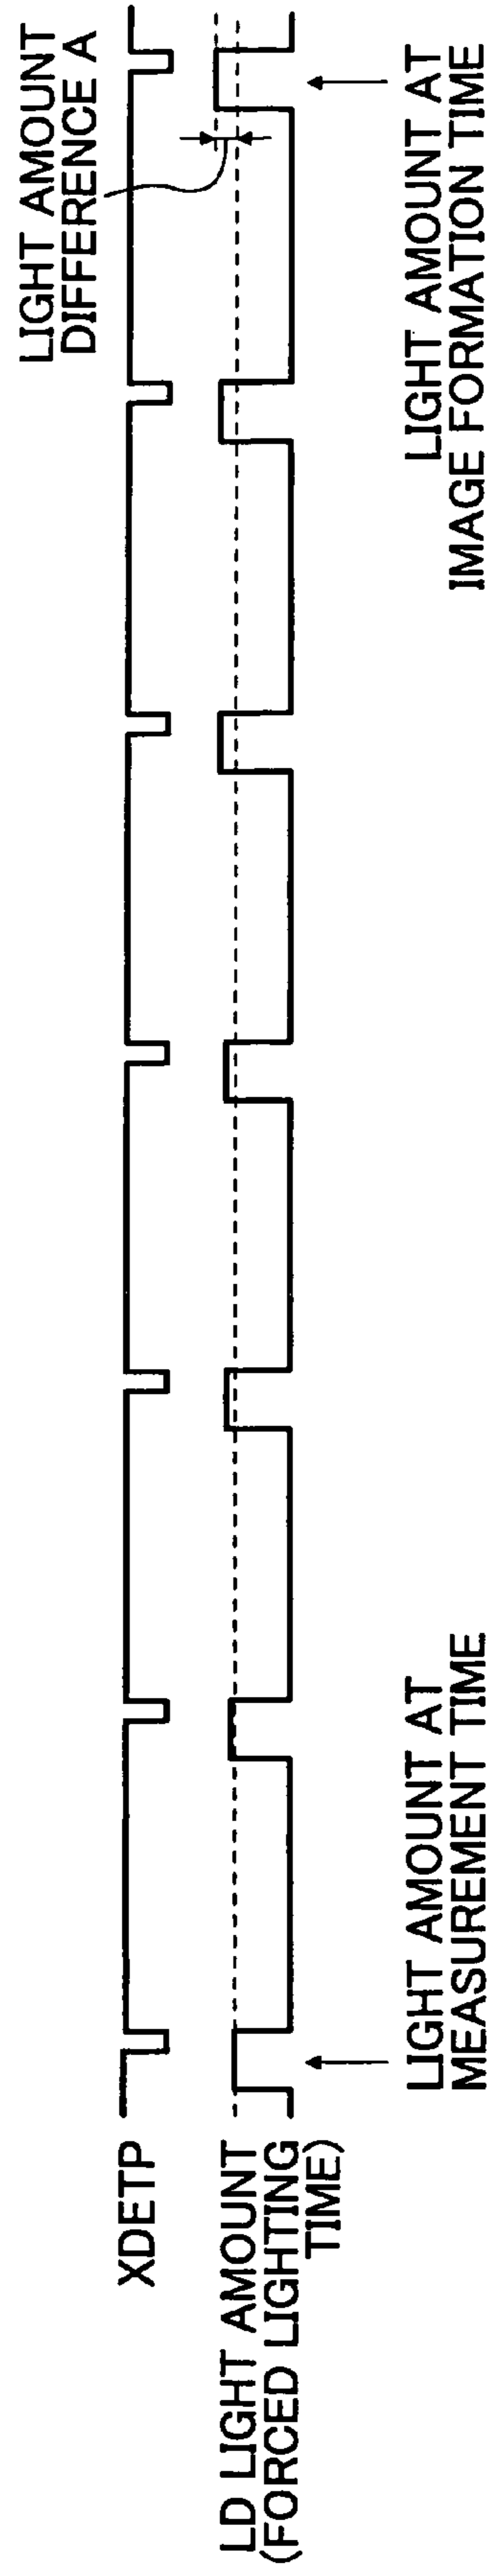 LIGHT AMOUNT
DIFFERENCE A
XDETP
LD LIGHT AMOUNT
(FORCED LIGHTING
TIME)
LIGHT AMOUNT AT
MEASUREMENT TIME
LIGHT AMOUNT AT
IMAGE FORMATION TIME